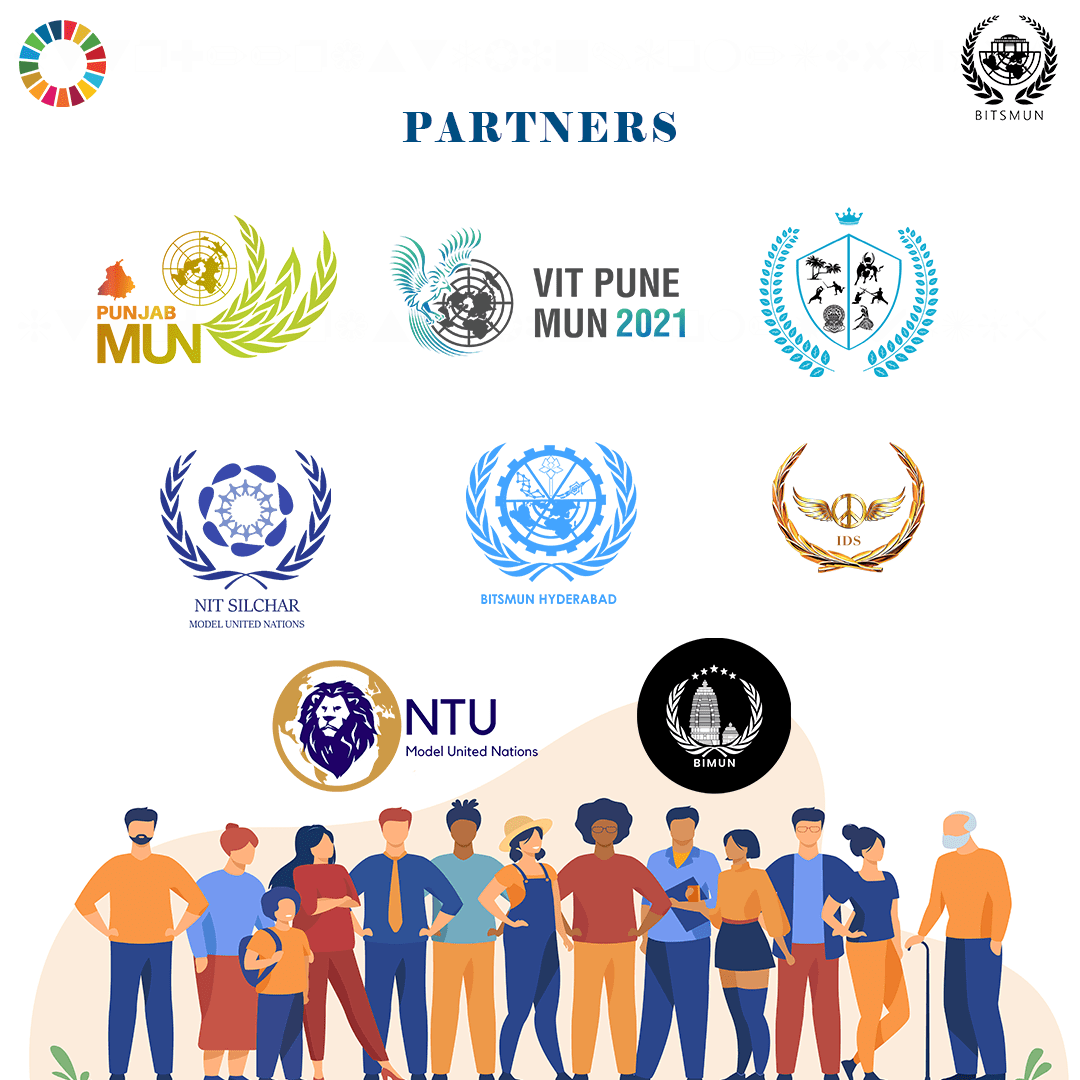 BITSMUN
PARTNERS
PUNJAB
MUN
VIT PUNE
MUN 2021
NIT SILCHAR
MODEL UNITED NATIONS
BITSMUN HYDERABAD
IDS
NTU
Model United Nations
BIMUN